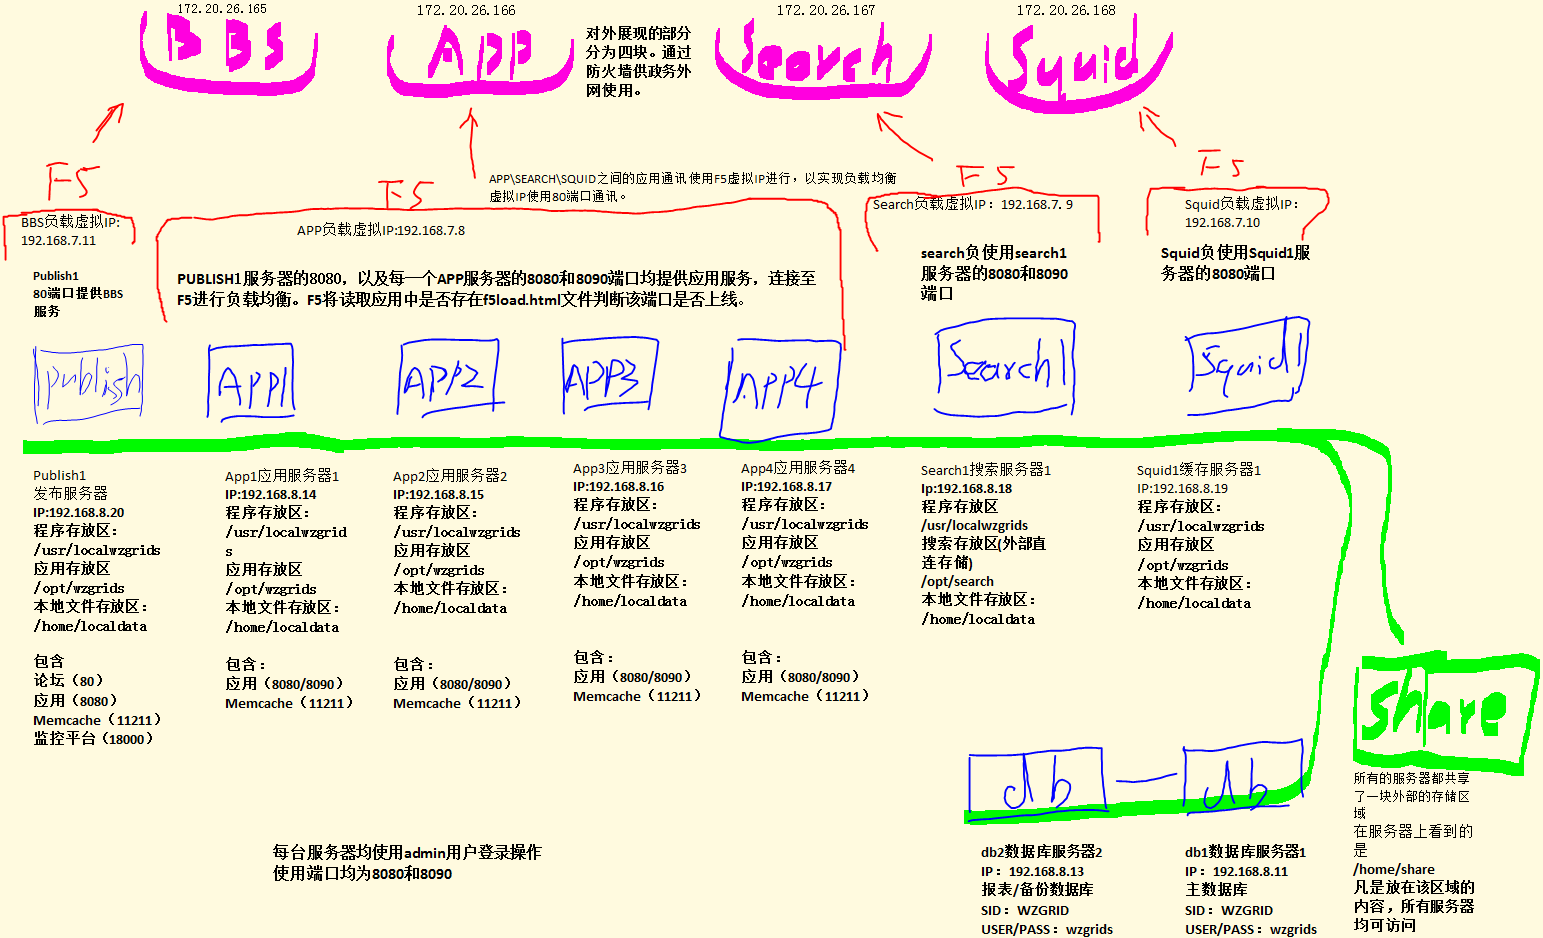 172.20.26.165
172.20.26.166
172.20.26.167
172.20.26.168
BBS
APP
Search
Squid
对外展现的部分
分为四块。通过
防火墙供政务外
网使用。
F5
F5
F5
F5
APP\SEARCH\SQUID之间的应用通讯使用F5虚拟IP进行，以实现负载均衡
虚拟IP使用80端口通讯。
BBS负载虚拟IP:
192.168.7.11
APP负载虚拟IP:192.168.7.8
Search负载虚拟IP：192.168.7.9
Squid负载虚拟IP：
192.168.7.10
Publish1
80端口提供BBS
服务
PUBLISH1服务器的8080，以及每一个APP服务器的8080和8090端口均提供应用服务，连接至
F5进行负载均衡。F5将读取应用中是否存在f5load.html文件判断该端口是否上线。
search负使用search1
服务器的8080和8090
端口
Squid负使用Squid1服
务器的8080端口
publish
APP1
APP2
APP3
APP4
Search1
Squid1
Publish1
发布服务器
IP:192.168.8.20
程序存放区：
/usr/localwzgrids
应用存放区
/opt/wzgrids
本地文件存放区：
/home/localdata
包含
论坛（80）
应用（8080）
Memcache（11211）
监控平台（18000）
App1应用服务器1
IP:192.168.8.14
程序存放区：
/usr/localwzgrid
s
应用存放区
/opt/wzgrids
本地文件存放区：
/home/localdata
包含：
应用（8080/8090）
Memcache（11211）
App2应用服务器2
IP:192.168.8.15
程序存放区：
/usr/localwzgrids
应用存放区
/opt/wzgrids
本地文件存放区：
/home/localdata
包含：
应用（8080/8090）
Memcache（11211）
App3应用服务器3
IP:192.168.8.16
程序存放区：
/usr/localwzgrids
应用存放区
/opt/wzgrids
本地文件存放区：
/home/localdata
包含：
应用（8080/8090）
Memcache（11211）
App4应用服务器4
IP:192.168.8.17
程序存放区：
/usr/localwzgrids
应用存放区
/opt/wzgrids
本地文件存放区：
/home/localdata
包含：
应用（8080/8090）
Memcache（11211）
Search1搜索服务器1
Ip:192.168.8.18
程序存放区
/usr/localwzgrids
搜索存放区(外部直
连存储)
/opt/search
本地文件存放区：
/home/localdata
Squid1缓存服务器1
IP:192.168.8.19
程序存放区：
/usr/localwzgrids
应用存放区
/opt/wzgrids
本地文件存放区：
/home/localdata
share
所有的服务器都共享
了一块外部的存储区
域
在服务器上看到的
是
/home/share
凡是放在该区域的
内容，所有服务器
均可访问
db
db
db2数据库服务器2
IP：192.168.8.13
报表/备份数据库
SID：WZGRID
USER/PASS：wzgrids
db1数据库服务器1
IP：192.168.8.11
主数据库
SID：WZGRID
USER/PASS：wzgrids
每台服务器均使用admin用户登录操作
使用端口均为8080和8090